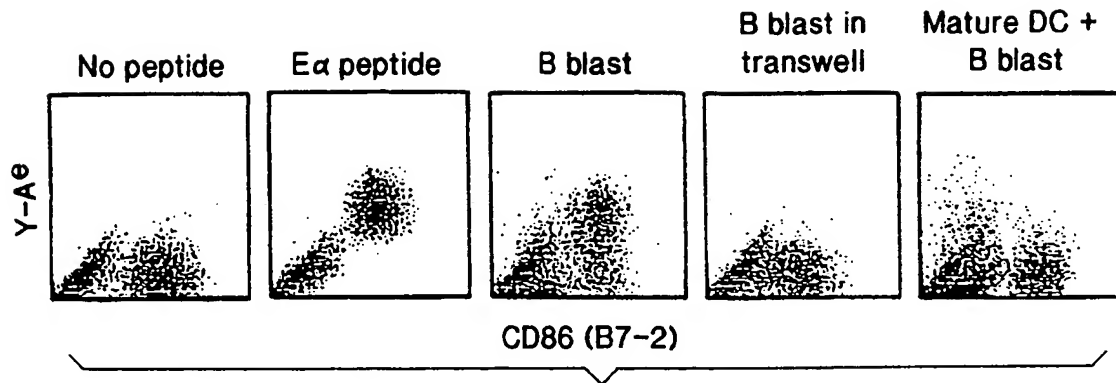 No peptide
Eα peptide
B blast
B blast in
transwell
Mature DC +
B blast
Y-Ae
CD86 (B7-2)